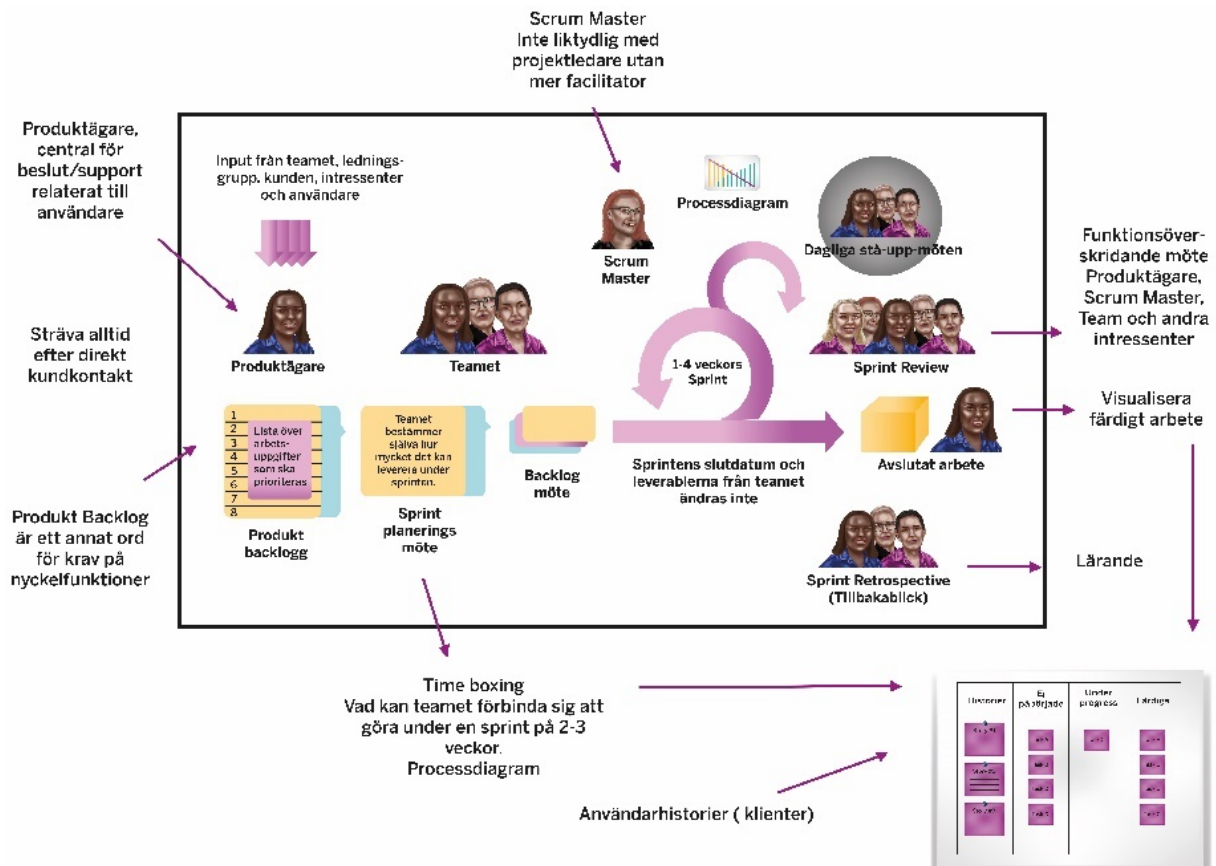 Scrum Master
Inte liktydlig med
projektledare utan
mer facilitator
Produktägare,
central för
beslut/support
relaterat till
användare
Input från teamet, lednings-
grupp. kunden, intressenter
och användare
Processdiagram
Scrum
Master
Dagliga stå-upp-möten
Funktionsöver-
skridande möte
Produktägare,
Scrum Master,
Team och andra
intressenter
Sträva alltid
efter direkt
kundkontakt
Produktägare
Teamet
1-4 veckors
Sprint
Sprint Review
Visualisera
färdigt arbete
1
2
3
4
5
6
7
8
Lista över
arbets-
uppgifter
som ska
prioriteras
Teamet
bestämmer
själva hur
mycket det kan
leverera under
sprinten.
Backlog
möte
Sprintens slutdatum och
leverablerna från teamet
ändras inte
Avslutat arbete
Produkt Backlog
är ett annat ord
för krav på
nyckelfunktioner
Produkt
backlogg
Sprint
planerings
möte
Sprint Retrospective
(Tillbakablick)
Lärande
Time boxing
Vad kan teamet förbinda sig att
göra under en sprint på 2-3
veckor.
Processdiagram
Användarhistorier ( klienter)
Historier
Ej
påbörjade
Under
progress
Färdiga